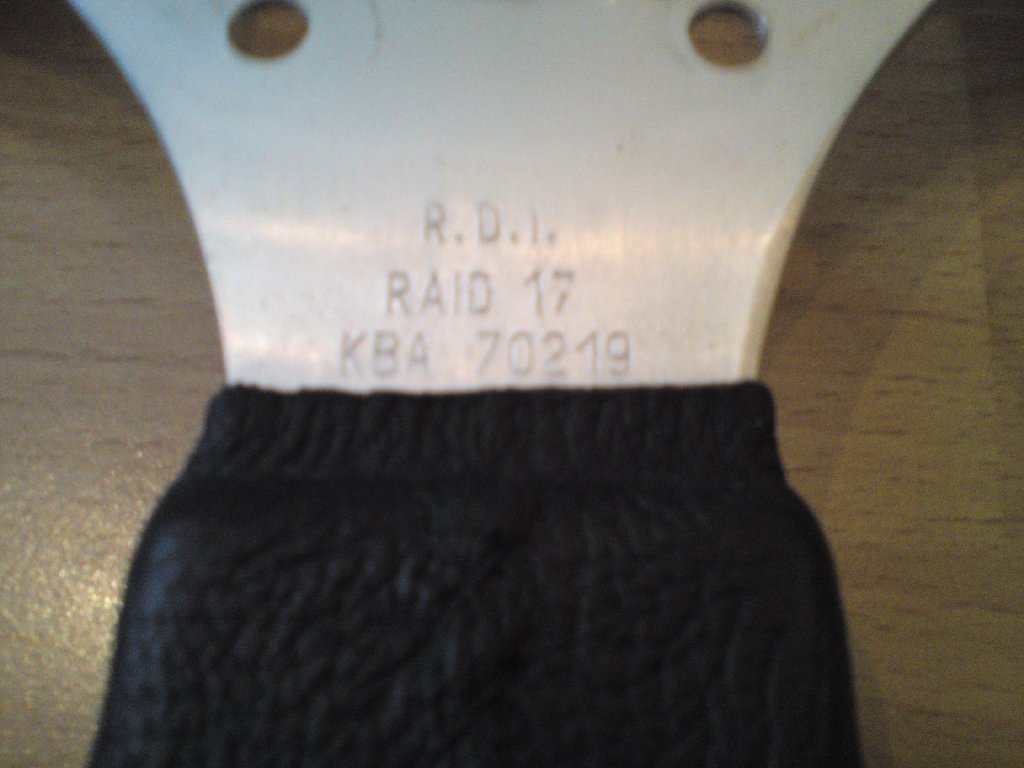 R.D.I.
RAID 17
KBA 70219